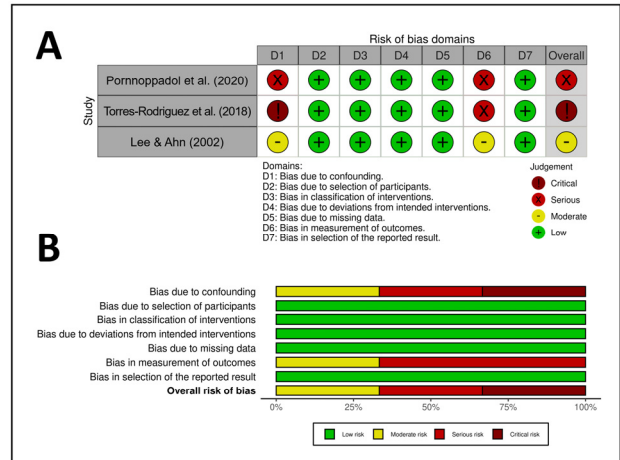 A
Risk of bias domains
D1 D2 D3 D4 D5 D6 D7 Overall
Study
Pornnoppadol et al. (2020) X + + + + X + X
Torres-Rodriguez et al. (2018) ! + + + + X + !
Lee & Ahn (2002) - + + + + - + -
Domains:
D1: Bias due to confounding.
D2: Bias due to selection of participants.
D3: Bias in classification of interventions.
D4: Bias due to deviations from intended interventions.
D5: Bias due to missing data.
D6: Bias in measurement of outcomes.
D7: Bias in selection of the reported result.
Judgement
! Critical
X Serious
- Moderate
+ Low
B
Bias due to confounding
Bias due to selection of participants
Bias in classification of interventions
Bias due to deviations from intended interventions
Bias due to missing data
Bias in measurement of outcomes
Bias in selection of the reported result
Overall risk of bias
0% 25% 50% 75% 100%
Low risk Moderate risk Serious risk Critical risk